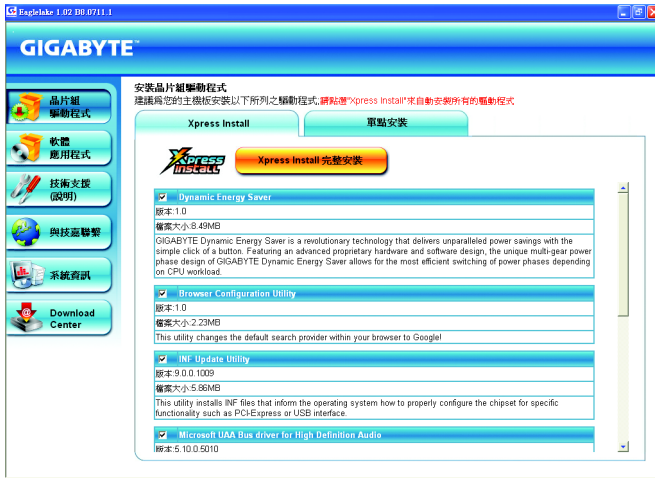 Eaglelake 1.02 B8.0711.1
GIGABYTE™
晶片組
驅動程式
軟體
應用程式
技術支援
(說明)
與技嘉聯繫
系統資訊
Download
Center
安裝晶片組驅動程式
建議爲您的主機板安裝以下所列之驅動程式;請點選"Xpress Install"來自動安裝所有的驅動程式
Xpress Install
單點安裝
Xpress
INSTALL
Xpress Install 完整安裝
Dynamic Energy Saver
版本:1.0
檔案大小:8.49MB
GIGABYTE Dynamic Energy Saver is a revolutionary technology that delivers unparalleled power savings with the
simple click of a button. Featuring an advanced proprietary hardware and software design, the unique multi-gear power
phase design of GIGABYTE Dynamic Energy Saver allows for the most efficient switching of power phases depending
on CPU workload.
Browser Configuration Utility
版本:1.0
檔案大小:2.23MB
This utility changes the default search provider within your browser to Google!
INF Update Utility
版本:9.0.0.1009
檔案大小:5.86MB
This utility installs INF files that inform the operating system how to properly configure the chipset for specific
functionality such as PCI-Express or USB interface.
Microsoft UAA Bus driver for High Definition Audio
版本:5.10.0.5010